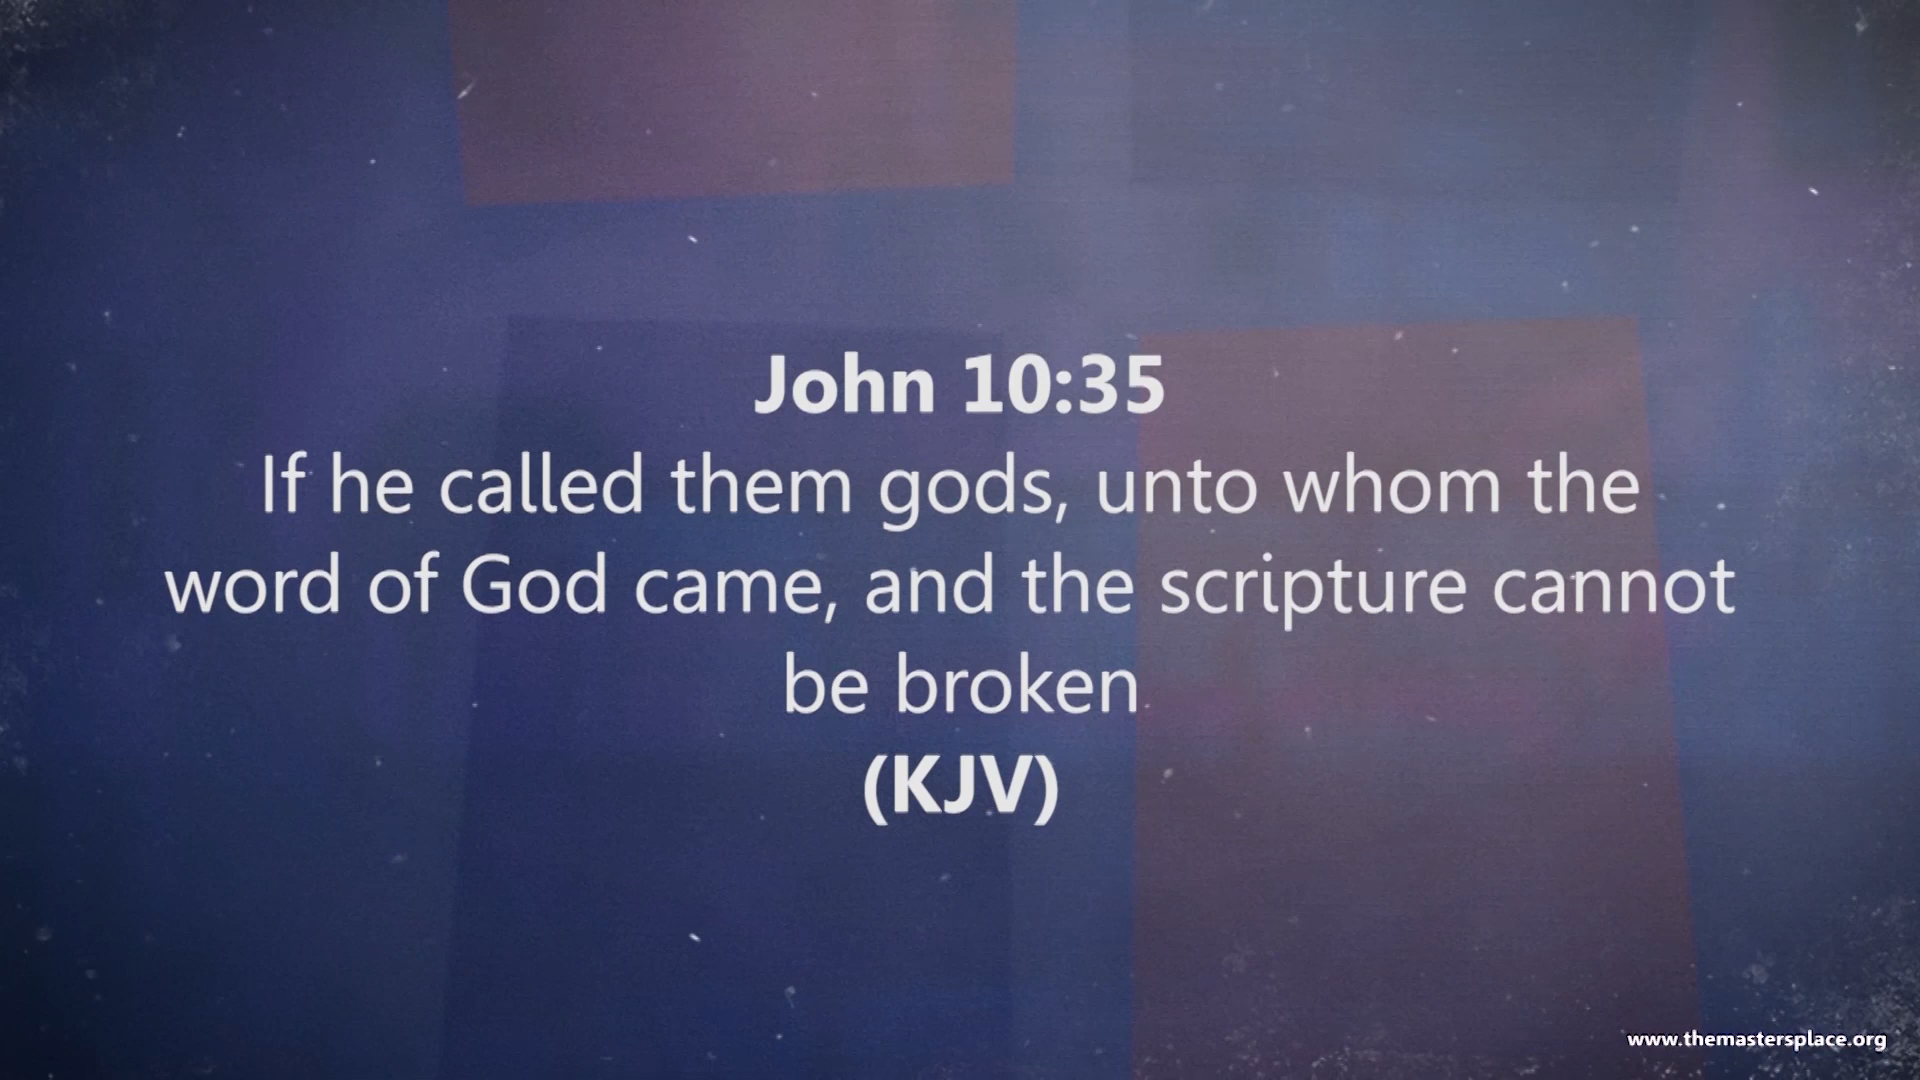 John 10:35
If he called them gods, unto whom the
word of God came, and the scripture cannot
be broken
(KJV)
www.themastersplace.org